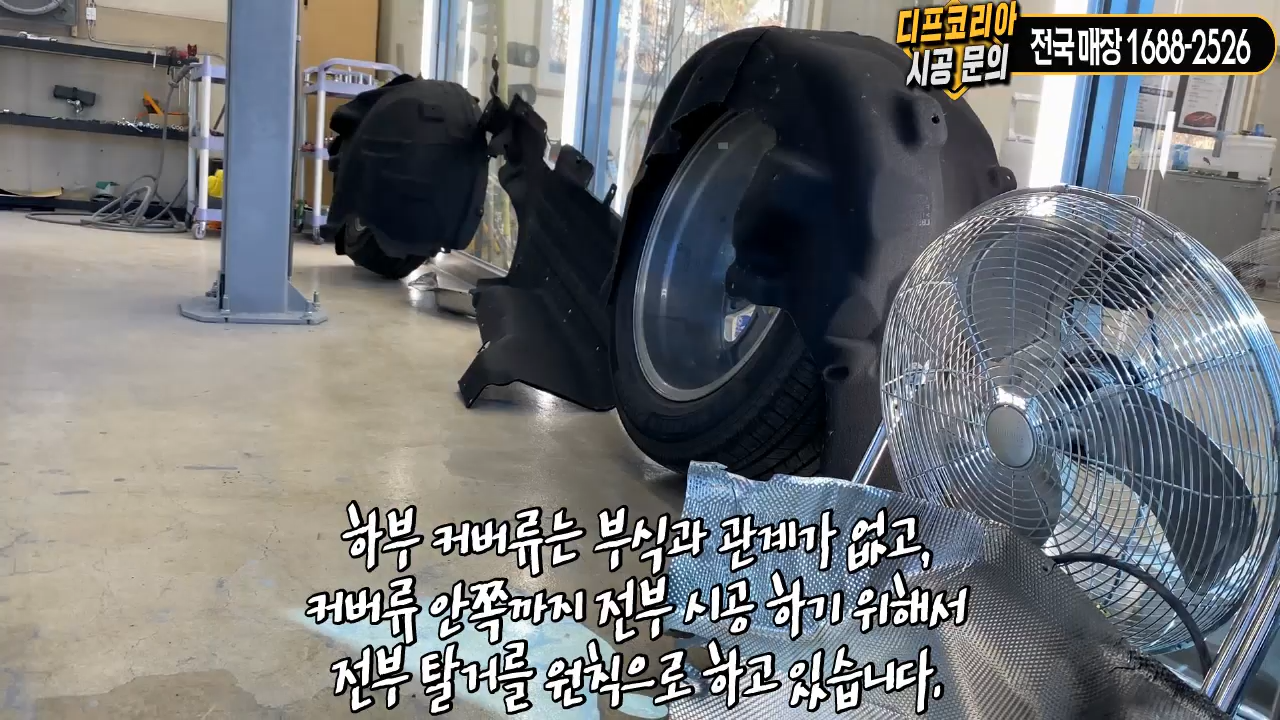 디프코리아
시공 문의
전국 매장 1688-2526
하부 커버류는 부식과 관계가 없고,
커버류 안쪽까지 전부 시공 하기 위해서
전부 탈거를 원칙으로 하고 있습니다.